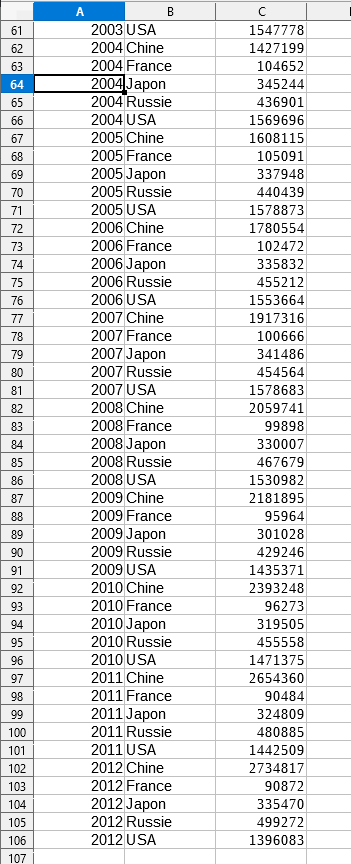 A B C
61 2003 USA 1547778
62 2004 Chine 1427199
63 2004 France 104652
64 2004 Japon 345244
65 2004 Russie 436901
66 2004 USA 1569696
67 2005 Chine 1608115
68 2005 France 105091
69 2005 Japon 337948
70 2005 Russie 440439
71 2005 USA 1578873
72 2006 Chine 1780554
73 2006 France 102472
74 2006 Japon 335832
75 2006 Russie 455212
76 2006 USA 1553664
77 2007 Chine 1917316
78 2007 France 100666
79 2007 Japon 341486
80 2007 Russie 454564
81 2007 USA 1578683
82 2008 Chine 2059741
83 2008 France 99898
84 2008 Japon 330007
85 2008 Russie 467679
86 2008 USA 1530982
87 2009 Chine 2181895
88 2009 France 95964
89 2009 Japon 301028
90 2009 Russie 429246
91 2009 USA 1435371
92 2010 Chine 2393248
93 2010 France 96273
94 2010 Japon 319505
95 2010 Russie 455558
96 2010 USA 1471375
97 2011 Chine 2654360
98 2011 France 90484
99 2011 Japon 324809
100 2011 Russie 480885
101 2011 USA 1442509
102 2012 Chine 2734817
103 2012 France 90872
104 2012 Japon 335470
105 2012 Russie 499272
106 2012 USA 1396083
107